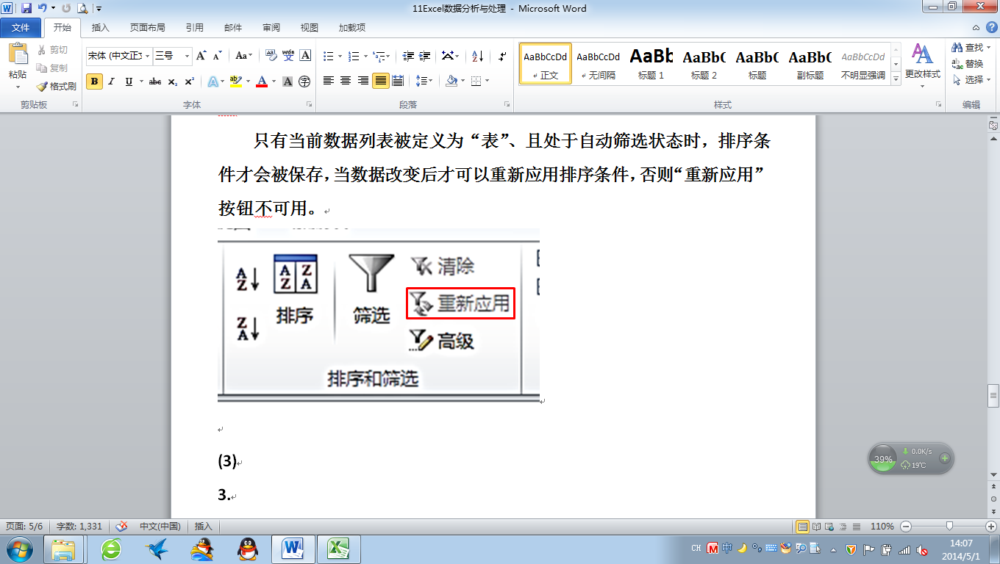 11Excel数据分析与处理 - Microsoft Word
文件 开始 插入 页面布局 引用 邮件 审阅 视图 加载项
粘贴
剪切
复制
格式刷
剪贴板
宋体 (中文正文 三号
字体
段落
AaBbCcDd AaBbCcDd AaBb AaBbC AaBbC AaBbC AaBbCcDd
正文 无间隔 标题 1 标题 2 标题 副标题 不明显强调
更改样式
样式
查找
替换
选择
编辑
只有当前数据列表被定义为“表”、且处于自动筛选状态时，排序条
件才会被保存，当数据改变后才可以重新应用排序条件，否则“重新应用”
按钮不可用。
排序
筛选
清除
重新应用
高级
排序和筛选
(3)
3.
39%
0.0K/s
19℃
页面: 5/6 字数: 1,331 中文(中国) 插入 110%
CH 中 14:07
2014/5/1